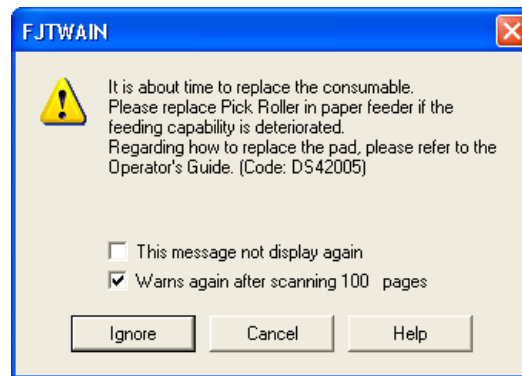 FJTWAIN
It is about time to replace the consumable.
Please replace Pick Roller in paper feeder if the
feeding capability is deteriorated.
Regarding how to replace the pad, please refer to the
Operator's Guide. (Code: DS42005)
This message not display again
Warns again after scanning 100 pages
Ignore
Cancel
Help